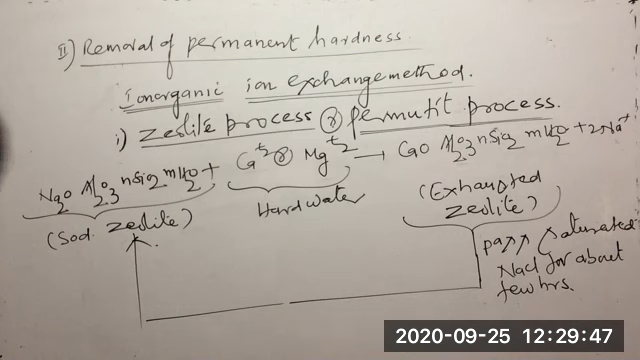 II) Removal of permanent hardness
Ionorganic ion exchange method.
i) Zeolite process (or) permutit process.
Na2O Al2O3 nSiO2 mH2O + Ca+2 (or) Mg+2 → CaO Al2O3 nSiO2 mH2O + 2Na+
(Sod. zeolite) Hard water (Exhausted
zeolite)
pass saturated
Nacl for about
few hrs.
2020-09-25 12:29:47